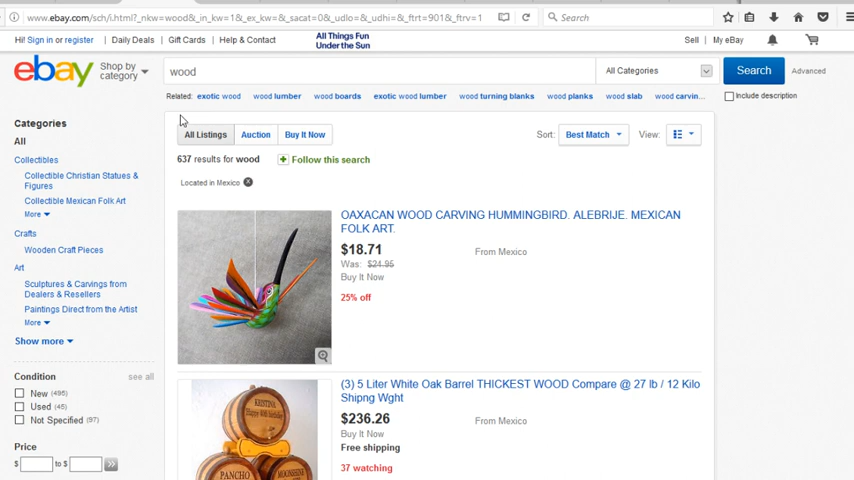 www.ebay.com/sch/i.html?_nkw=wood&_in_kw=1&_ex_kw=&_sacat=0&_udlo=&_udhi=&_ftrt=901&_ftrv=1
Search
Hi! Sign in or register
Daily Deals
Gift Cards
Help & Contact
All Things Fun
Under the Sun
Sell
My eBay
ebay
Shop by
category
wood
All Categories
Search
Advanced
Related:
exotic wood
wood lumber
wood boards
exotic wood lumber
wood turning blanks
wood planks
wood slab
wood carvin...
Include description
Categories
All
Collectibles
Collectible Christian Statues &
Figures
Collectible Mexican Folk Art
More
Crafts
Wooden Craft Pieces
Art
Sculptures & Carvings from
Dealers & Resellers
Paintings Direct from the Artist
More
Show more
Condition
see all
New (496)
Used (45)
Not Specified (97)
Price
$ to $
All Listings
Auction
Buy It Now
Sort: Best Match
View:
637 results for wood
Follow this search
Located in Mexico
OAXACAN WOOD CARVING HUMMINGBIRD. ALEBRIJE. MEXICAN
FOLK ART.
$18.71
From Mexico
Was: $24.95
Buy It Now
25% off
(3) 5 Liter White Oak Barrel THICKEST WOOD Compare @ 27 lb / 12 Kilo
Shipng Wght
$236.26
From Mexico
Buy It Now
Free shipping
37 watching
KRISTINA
PANCHO
MOONSHINE